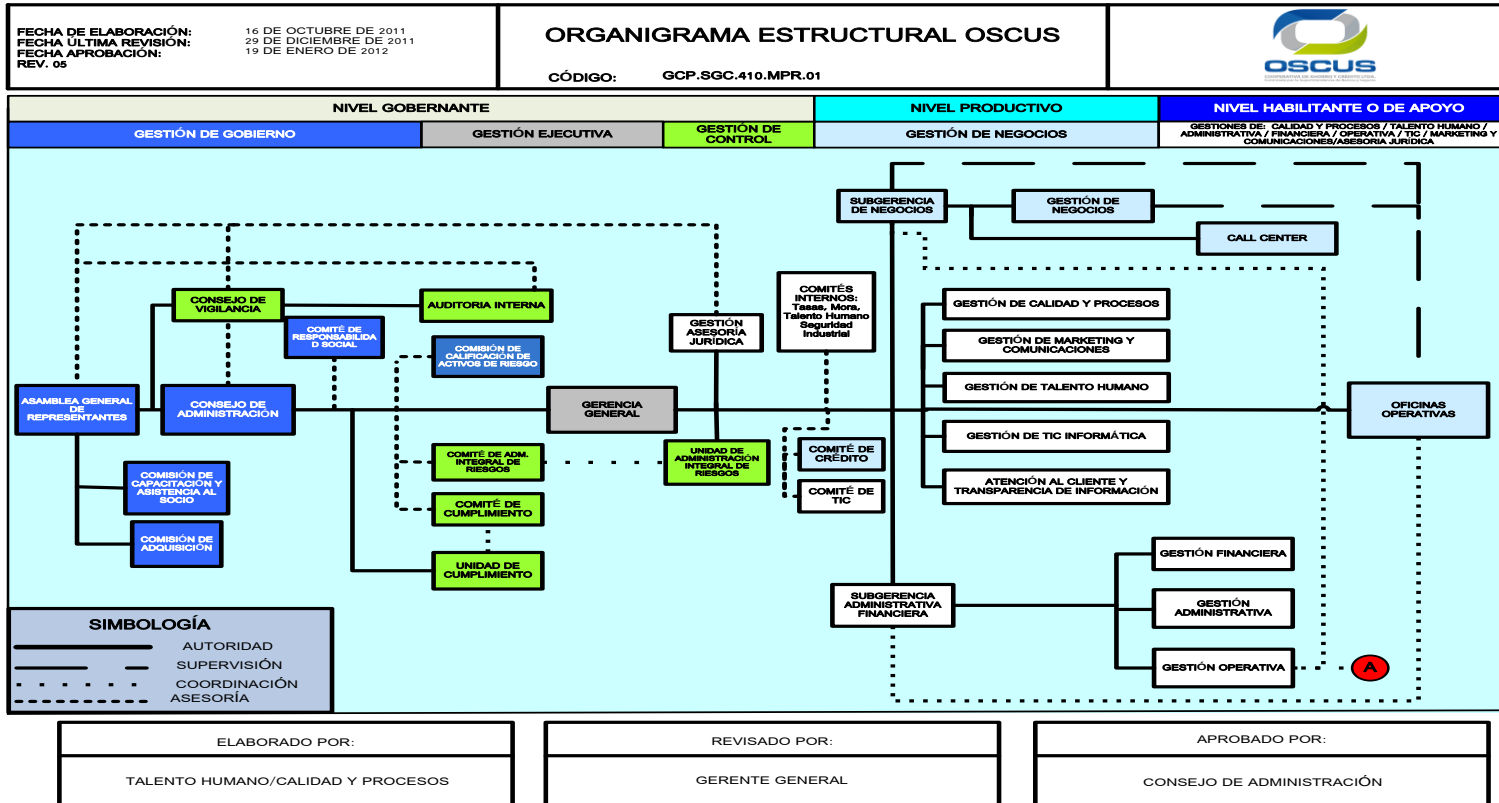 FECHA DE ELABORACIÓN: 16 DE OCTUBRE DE 2011
FECHA ÚLTIMA REVISIÓN: 29 DE DICIEMBRE DE 2011
FECHA APROBACIÓN: 19 DE ENERO DE 2012
REV. 05
ORGANIGRAMA ESTRUCTURAL OSCUS
CÓDIGO: GCP.SGC.410.MPR.01
OSCUS
COOPERATIVA DE AHORRO Y CRÉDITO LTDA.
NIVEL GOBERNANTE
NIVEL PRODUCTIVO
NIVEL HABILITANTE O DE APOYO
GESTIÓN DE GOBIERNO
GESTIÓN EJECUTIVA
GESTIÓN DE
CONTROL
GESTIÓN DE NEGOCIOS
GESTIONES DE: CALIDAD Y PROCESOS / TALENTO HUMANO /
ADMINISTRATIVA / FINANCIERA / OPERATIVA / TIC / MARKETING Y
COMUNICACIONES/ASESORIA JURÍDICA
SUBGERENCIA
DE NEGOCIOS
GESTIÓN DE
NEGOCIOS
CALL CENTER
CONSEJO DE
VIGILANCIA
AUDITORIA INTERNA
COMITÉ DE
RESPONSABILIDA
D SOCIAL
COMISIÓN DE
CALIFICACIÓN DE
ACTIVOS DE RIESGO
GESTIÓN
ASESORÍA
JURÍDICA
COMITÉS
INTERNOS:
Tasas, Mora,
Talento Humano
Seguridad
Industrial
GESTIÓN DE CALIDAD Y PROCESOS
GESTIÓN DE MARKETING Y
COMUNICACIONES
GESTIÓN DE TALENTO HUMANO
ASAMBLEA GENERAL
DE
REPRESENTANTES
CONSEJO DE
ADMINISTRACIÓN
GERENCIA
GENERAL
OFICINAS
OPERATIVAS
GESTIÓN DE TIC INFORMÁTICA
COMITÉ DE ADM.
INTEGRAL DE
RIESGOS
UNIDAD DE
ADMINISTRACIÓN
INTEGRAL DE
RIESGOS
COMITÉ DE
CRÉDITO
COMITÉ DE
TIC
ATENCIÓN AL CLIENTE Y
TRANSPARENCIA DE INFORMACIÓN
COMISIÓN DE
CAPACITACIÓN Y
ASISTENCIA AL
SOCIO
COMITÉ DE
CUMPLIMIENTO
COMISIÓN DE
ADQUISICIÓN
UNIDAD DE
CUMPLIMIENTO
GESTIÓN FINANCIERA
SUBGERENCIA
ADMINISTRATIVA
FINANCIERA
GESTIÓN
ADMINISTRATIVA
GESTIÓN OPERATIVA
A
SIMBOLOGÍA
AUTORIDAD
SUPERVISIÓN
COORDINACIÓN
ASESORÍA
ELABORADO POR:
TALENTO HUMANO/CALIDAD Y PROCESOS
REVISADO POR:
GERENTE GENERAL
APROBADO POR:
CONSEJO DE ADMINISTRACIÓN